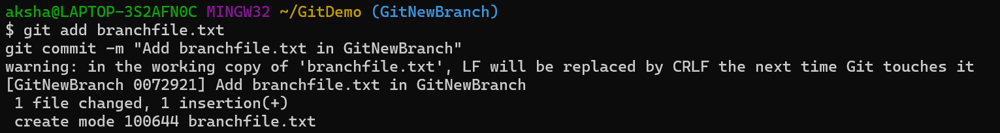 aksha@LAPTOP-3S2AFN0C MINGW32 ~/GitDemo (GitNewBranch)
$ git add branchfile.txt
git commit -m "Add branchfile.txt in GitNewBranch"
warning: in the working copy of 'branchfile.txt', LF will be replaced by CRLF the next time Git touches it
[GitNewBranch 0072921] Add branchfile.txt in GitNewBranch
 1 file changed, 1 insertion(+)
 create mode 100644 branchfile.txt